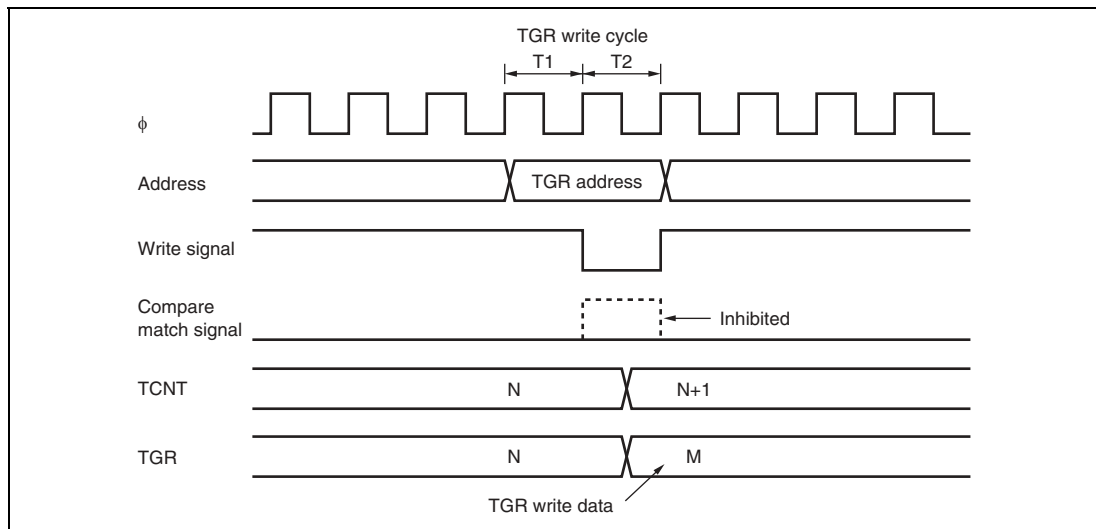 TGR write cycle
T1 T2
φ
Address TGR address
Write signal
Compare
match signal Inhibited
TCNT N N+1
TGR N M
TGR write data